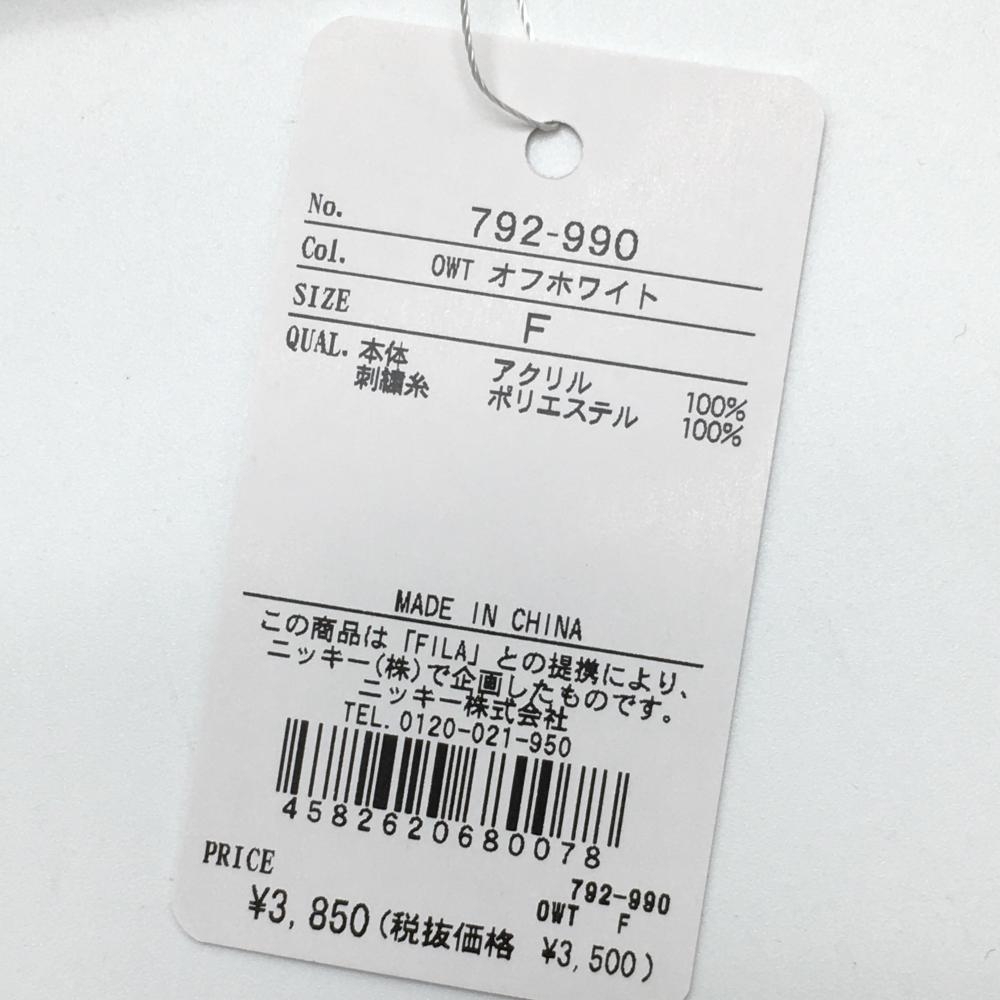 No. 792-990
Col. OWT オフホワイト
SIZE F
QUAL. 本体 アクリル 100%
刺繍糸 ポリエステル 100%
MADE IN CHINA
この商品は「FILA」との提携により、
ニッキー(株)で企画したものです。
ニッキー株式会社
TEL. 0120-021-950
4582620680078
792-990
OWT F
PRICE
¥3,850(税抜価格 ¥3,500)